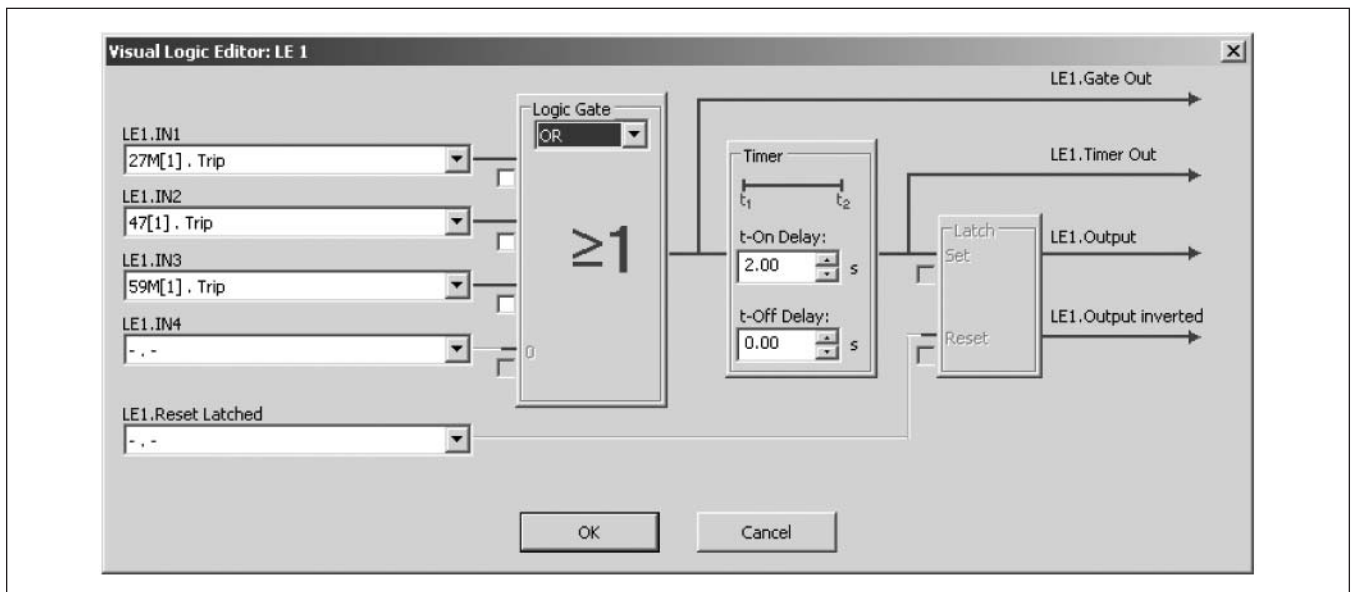 Visual Logic Editor: LE 1
LE1.Gate Out
Logic Gate
OR
LE1.IN1
27M[1] . Trip
Timer
LE1.Timer Out
t1 t2
LE1.IN2
47[1] . Trip
≥1
t-On Delay:
2.00 s
Latch
Set
LE1.Output
LE1.IN3
59M[1] . Trip
t-Off Delay:
0.00 s
Reset
LE1.Output inverted
LE1.IN4
- . -
0
LE1.Reset Latched
- . -
OK
Cancel